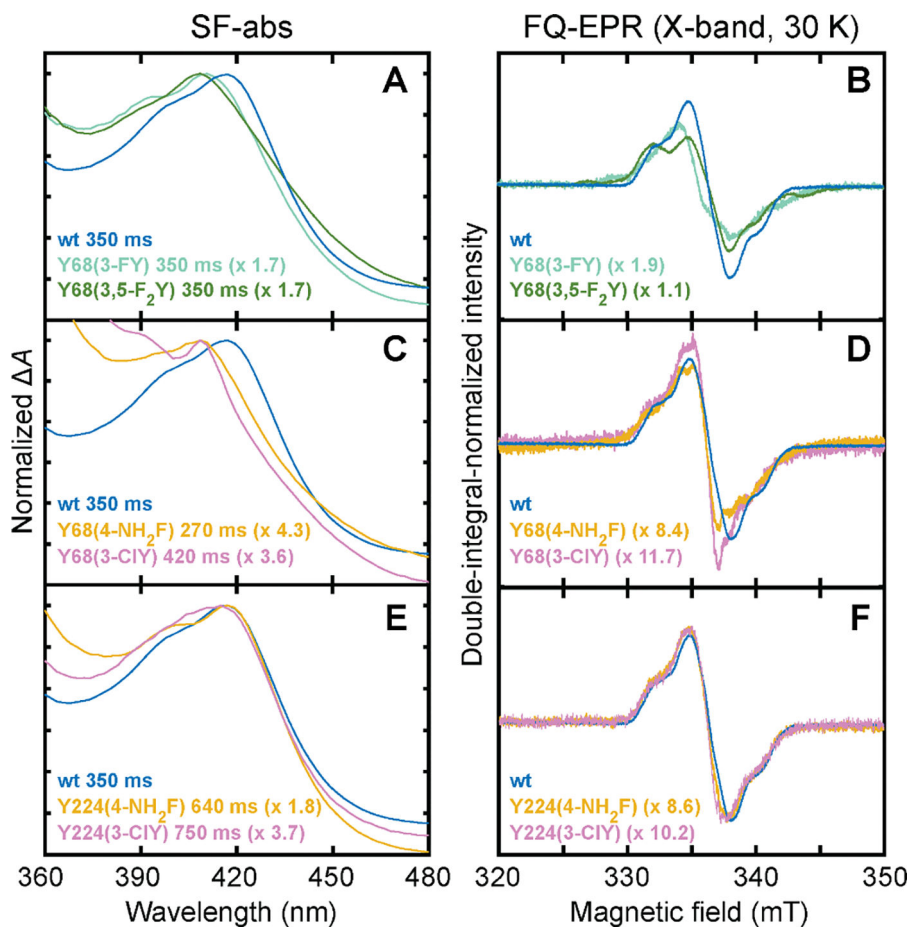 SF-abs
FQ-EPR (X-band, 30 K)
A
wt 350 ms
Y68(3-FY) 350 ms (x 1.7)
Y68(3,5-F₂Y) 350 ms (x 1.7)
B
wt
Y68(3-FY) (x 1.9)
Y68(3,5-F₂Y) (x 1.1)
C
wt 350 ms
Y68(4-NH₂F) 270 ms (x 4.3)
Y68(3-ClY) 420 ms (x 3.6)
D
wt
Y68(4-NH₂F) (x 8.4)
Y68(3-ClY) (x 11.7)
E
wt 350 ms
Y224(4-NH₂F) 640 ms (x 1.8)
Y224(3-ClY) 750 ms (x 3.7)
F
wt
Y224(4-NH₂F) (x 8.6)
Y224(3-ClY) (x 10.2)
Normalized ΔA
Double-integral-normalized intensity
360 390 420 450 480
320 330 340 350
Wavelength (nm)
Magnetic field (mT)